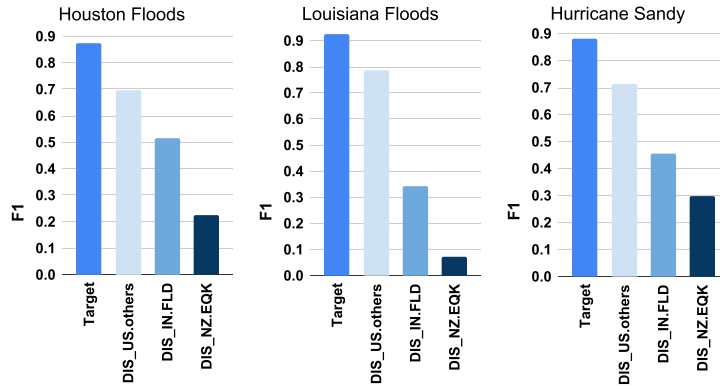 Houston Floods
0.9
0.8
0.7
0.6
0.5
0.4
0.3
0.2
0.1
0.0
F1
Target
DIS_US.others
DIS_IN.FLD
DIS_NZ.EQK
Louisiana Floods
0.9
0.8
0.7
0.6
0.5
0.4
0.3
0.2
0.1
0.0
F1
Target
DIS_US.others
DIS_IN.FLD
DIS_NZ.EQK
Hurricane Sandy
0.9
0.8
0.7
0.6
0.5
0.4
0.3
0.2
0.1
0.0
F1
Target
DIS_US.others
DIS_IN.FLD
DIS_NZ.EQK